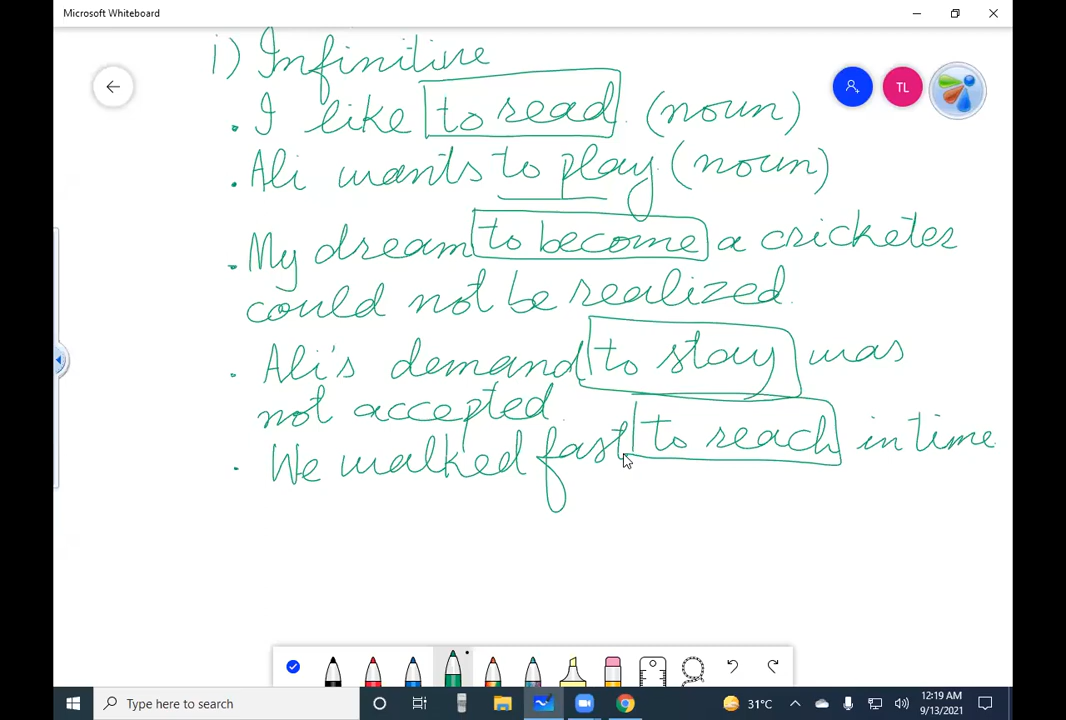 Microsoft Whiteboard
i) Infinitive
TL
. I like to read. (noun)
. Ali wants to play (noun)
. My dream to become a cricketer
could not be realized.
. Ali's demand to stay was
not accepted.
. We walked fast to reach in time
Type here to search
31°C
12:19 AM
9/13/2021